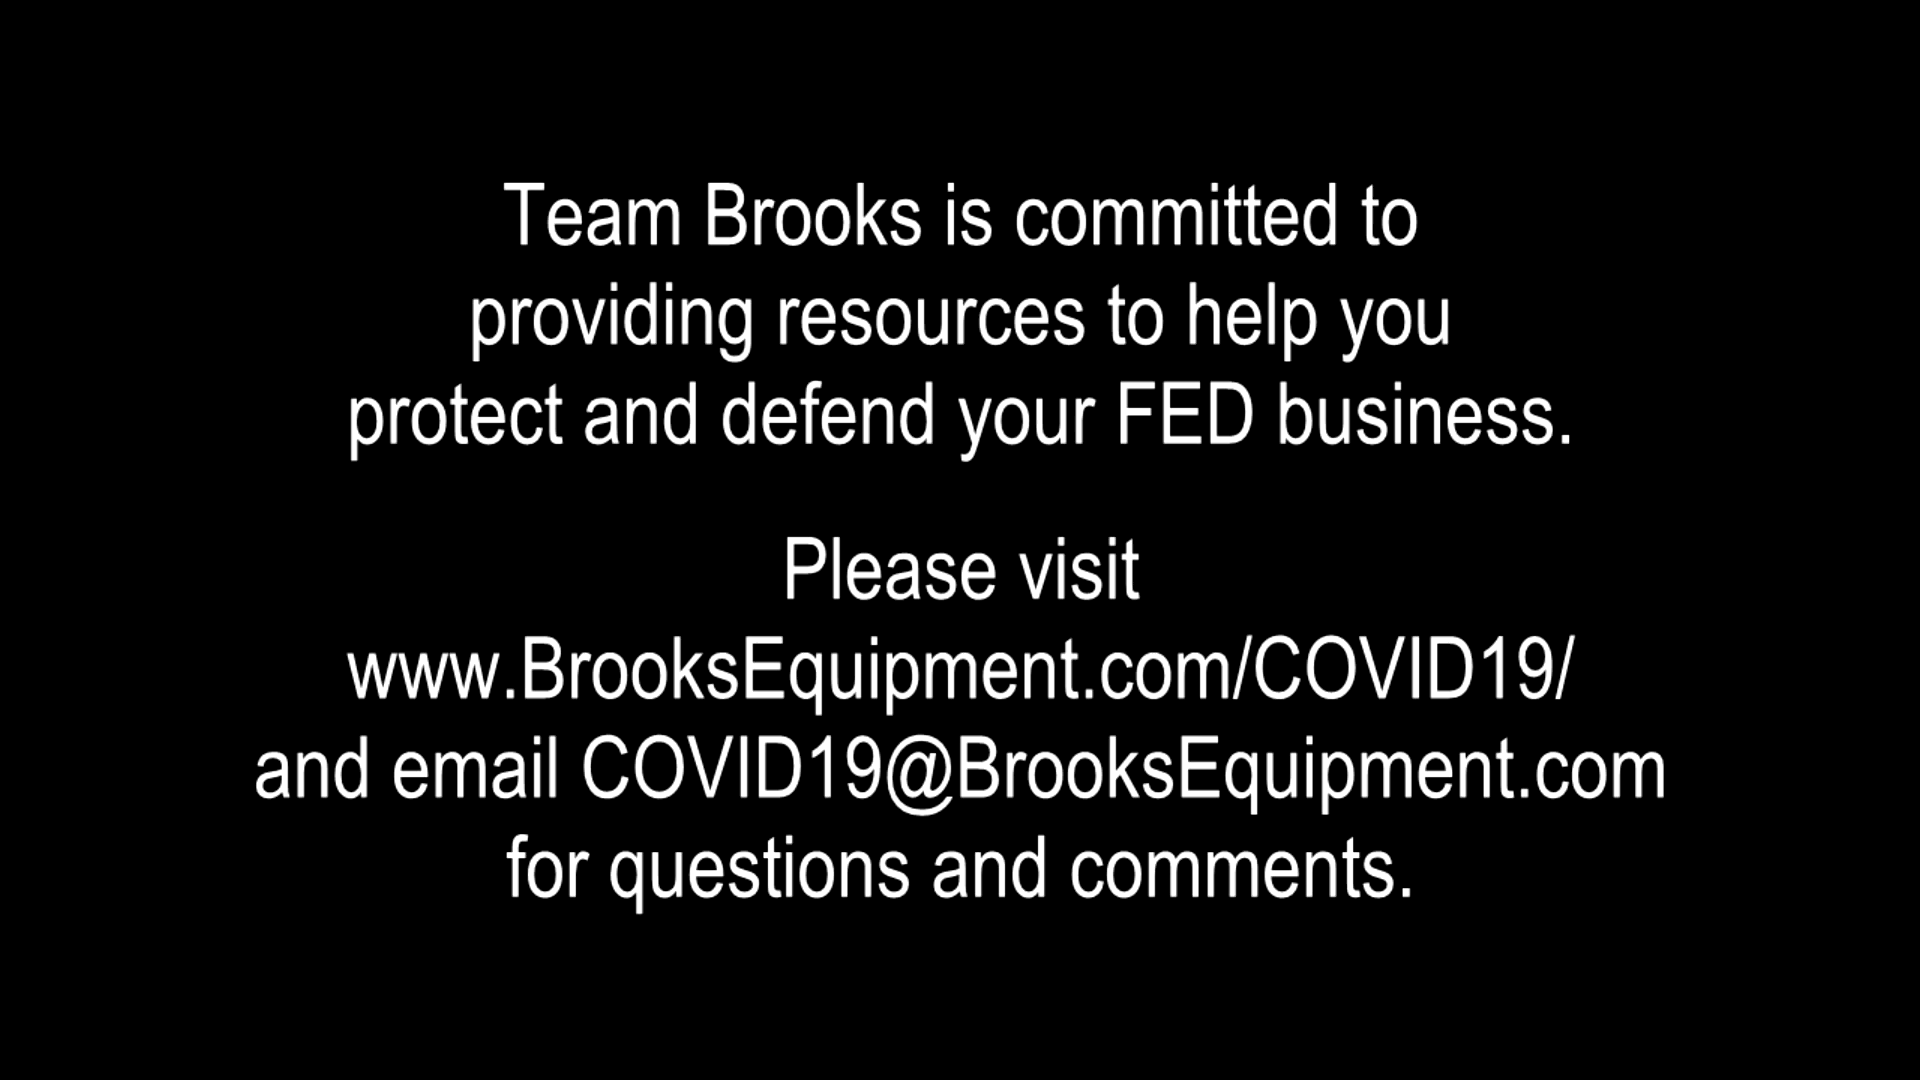 Team Brooks is committed to
providing resources to help you
protect and defend your FED business.
Please visit
www.BrooksEquipment.com/COVID19/
and email COVID19@BrooksEquipment.com
for questions and comments.